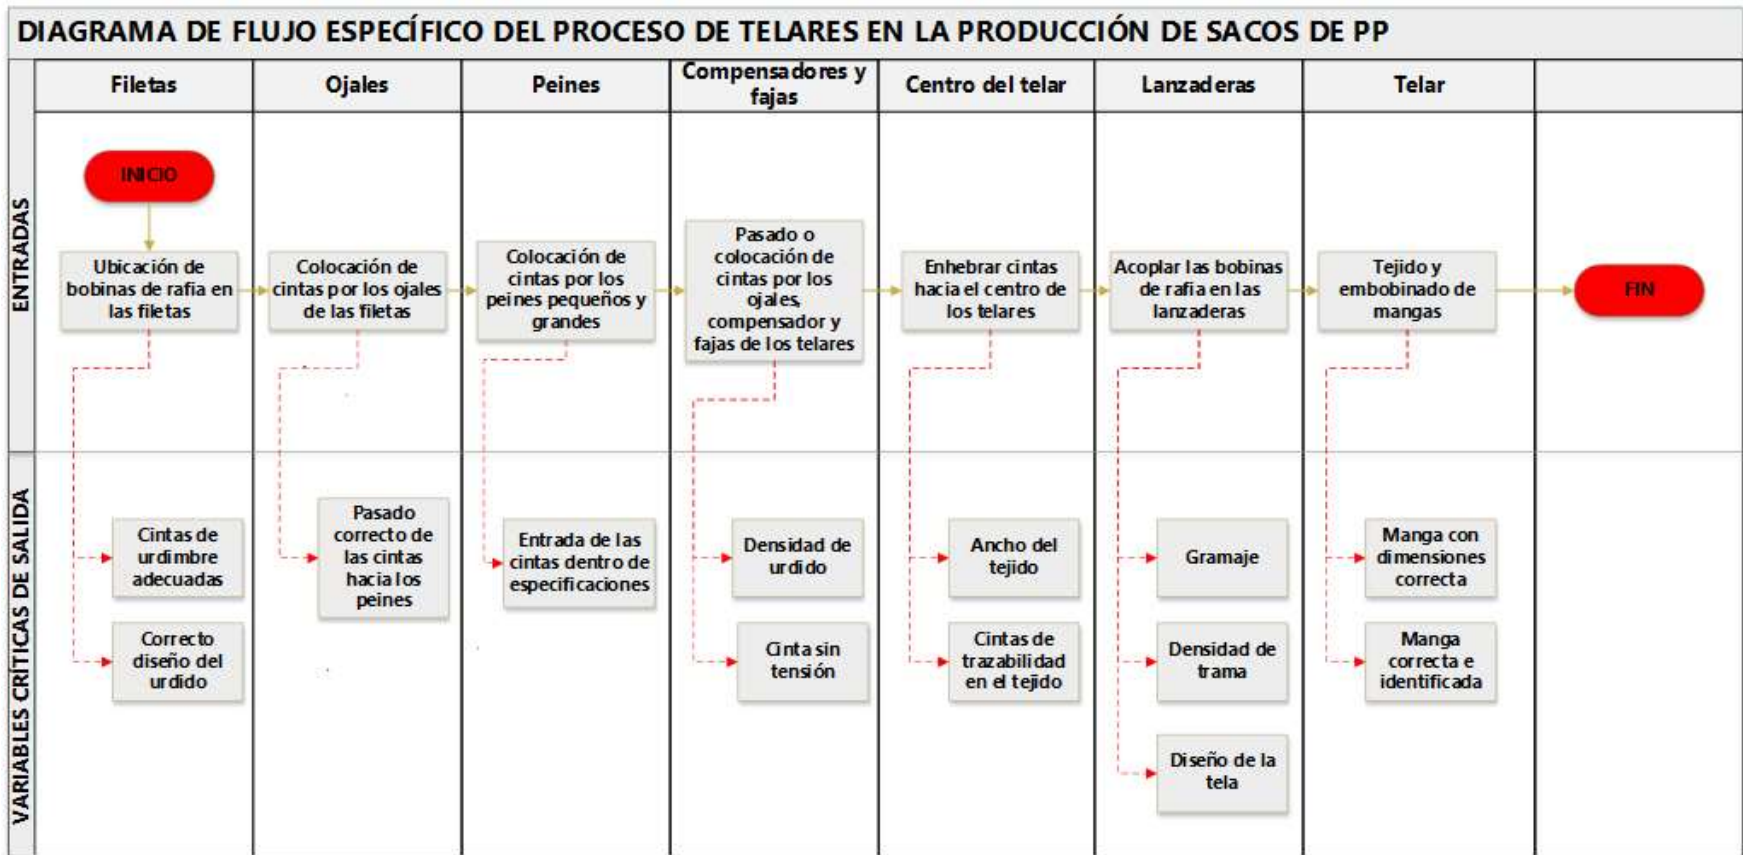 DIAGRAMA DE FLUJO ESPECÍFICO DEL PROCESO DE TELARES EN LA PRODUCCIÓN DE SACOS DE PP
Filetas
Ojales
Peines
Compensadores y
fajas
Centro del telar
Lanzaderas
Telar
ENTRADAS
INICIO
Ubicación de
bobinas de rafia en
las filetas
Colocación de
cintas por los ojales
de las filetas
Colocación de
cintas por los
peines pequeños y
grandes
Pasado o
colocación de
cintas por los
ojales,
compensador y
fajas de los telares
Enhebrar cintas
hacia el centro de
los telares
Acoplar las bobinas
de rafia en las
lanzaderas
Tejido y
embobinado de
mangas
FIN
VARIABLES CRÍTICAS DE SALIDA
Cintas de
urdimbre
adecuadas
Correcto
diseño del
urdido
Pasado
correcto de
las cintas
hacia los
peines
Entrada de las
cintas dentro de
especificaciones
Densidad de
urdido
Cinta sin
tensión
Ancho del
tejido
Cintas de
trazabilidad
en el tejido
Gramaje
Densidad de
trama
Diseño de la
tela
Manga con
dimensiones
correcta
Manga
correcta e
identificada